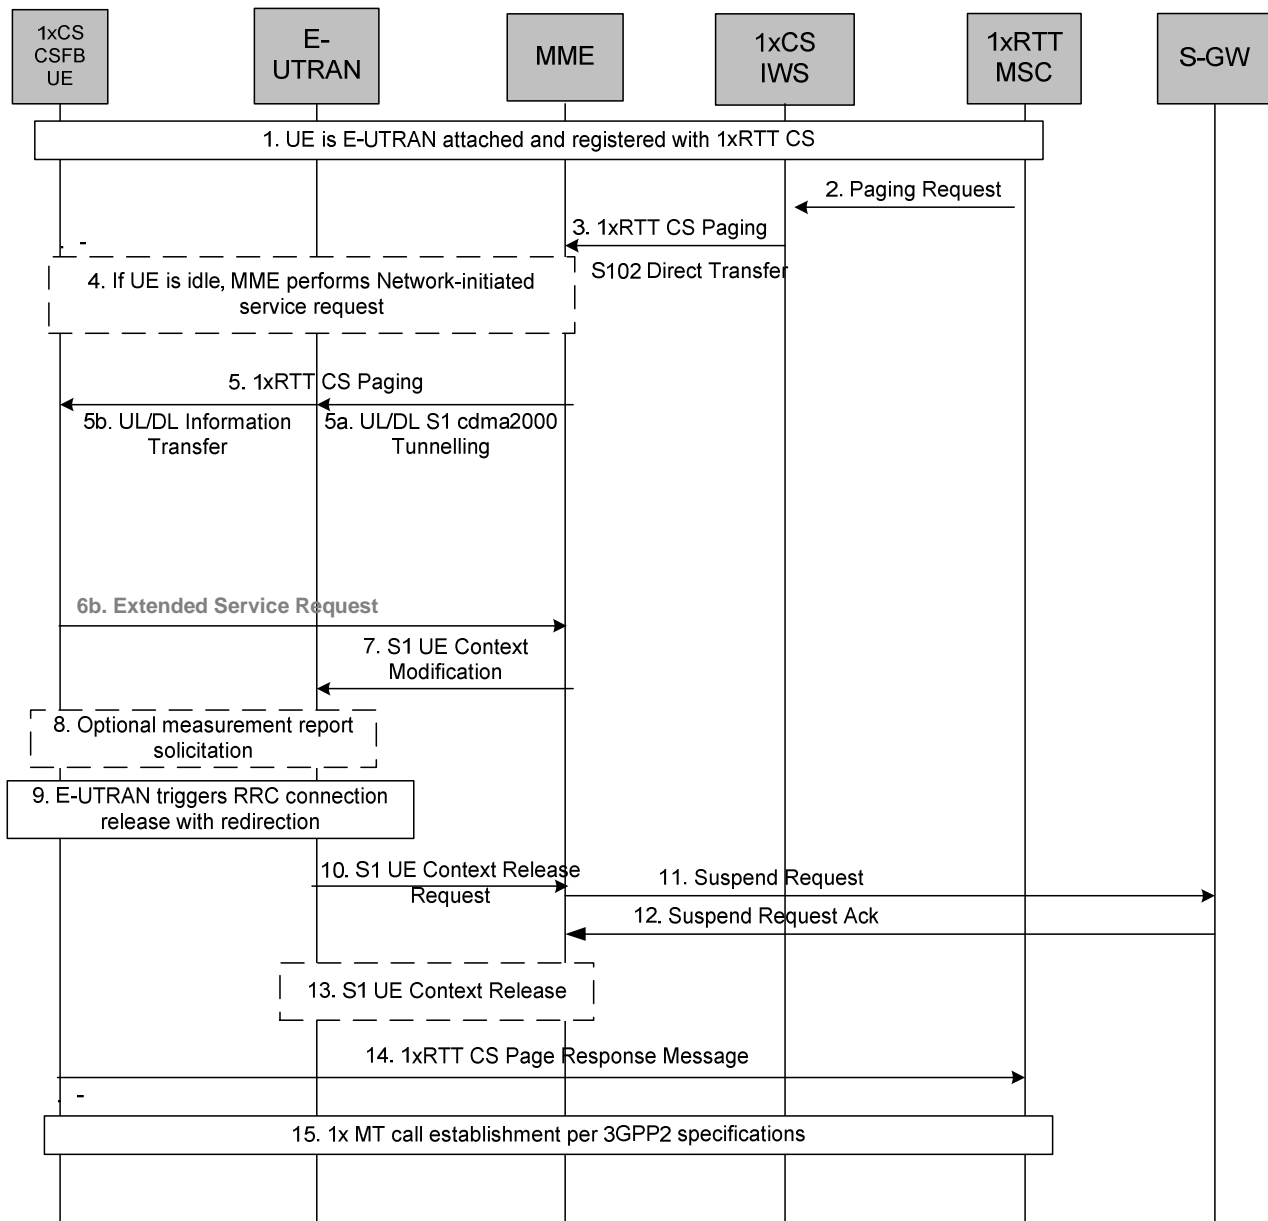 1xCS
CSFB
UE
E-
UTRAN
MME
1xCS
IWS
1xRTT
MSC
S-GW
1. UE is E-UTRAN attached and registered with 1xRTT CS
2. Paging Request
3. 1xRTT CS Paging
S102 Direct Transfer
4. If UE is idle, MME performs Network-initiated
service request
5. 1xRTT CS Paging
5b. UL/DL Information
Transfer
5a. UL/DL S1 cdma2000
Tunnelling
6b. Extended Service Request
7. S1 UE Context
Modification
8. Optional measurement report
solicitation
9. E-UTRAN triggers RRC connection
release with redirection
10. S1 UE Context Release
Request
11. Suspend Request
12. Suspend Request Ack
13. S1 UE Context Release
14. 1xRTT CS Page Response Message
15. 1x MT call establishment per 3GPP2 specifications